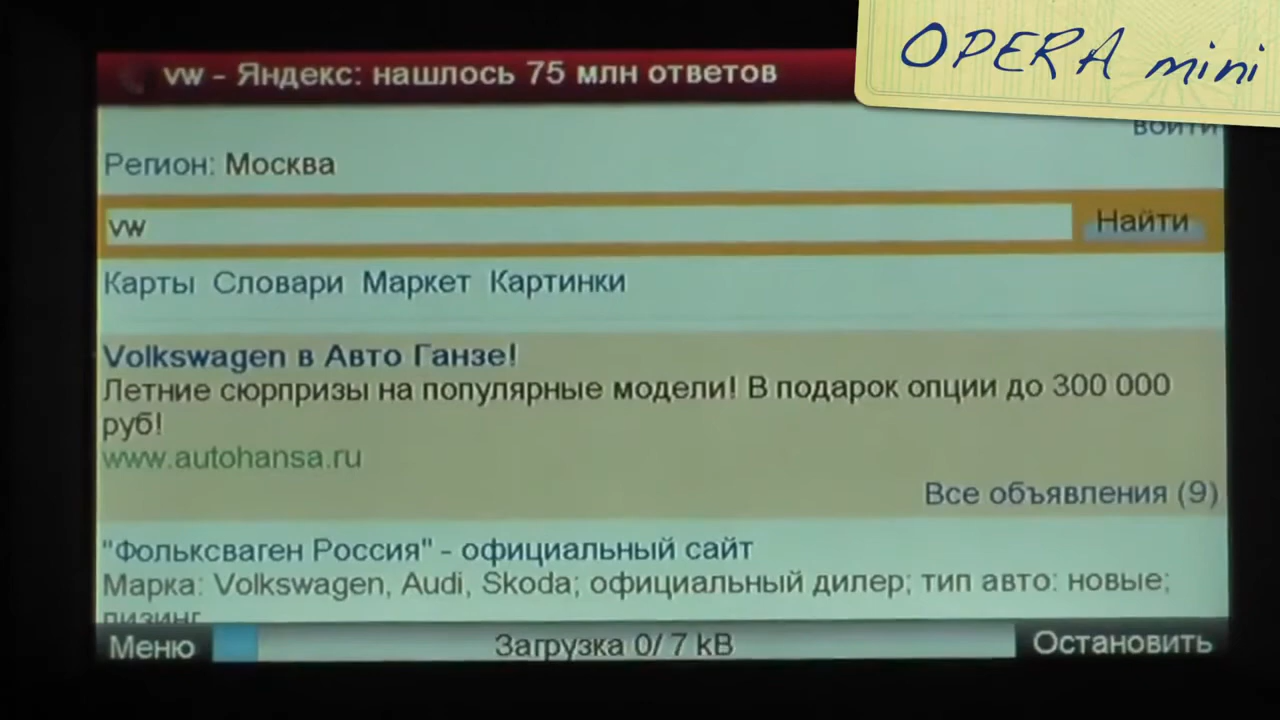 OPERA mini
vw - Яндекс: нашлось 75 млн ответов
войти
Регион: Москва
vw
Найти
Карты Словари Маркет Картинки
Volkswagen в Авто Ганзе!
Летние сюрпризы на популярные модели! В подарок опции до 300 000
руб!
www.autohansa.ru
Все объявления (9)
"Фольксваген Россия" - официальный сайт
Марка: Volkswagen, Audi, Skoda; официальный дилер; тип авто: новые;
лизинг
Меню
Загрузка 0/ 7 kB
Остановить